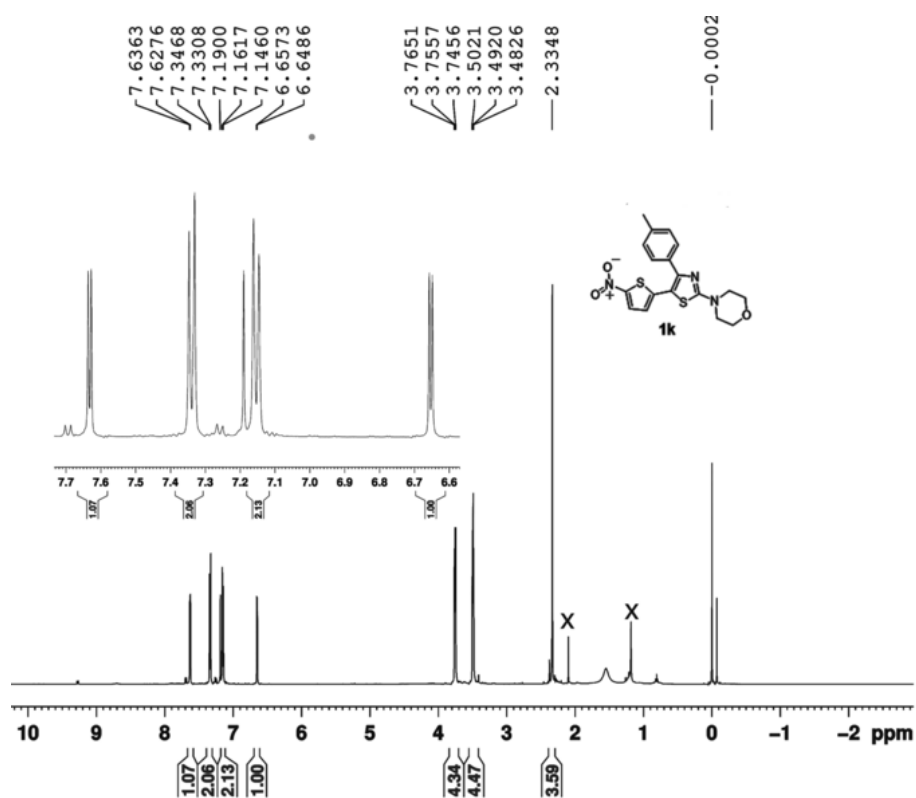 7.6363
7.6276
7.3468
7.3308
7.1900
7.1617
7.1460
6.6573
6.6486
3.7651
3.7557
3.7456
3.5021
3.4920
3.4826
2.3348
-0.0002
O
N
+
−
O
S
N
S
N
O
1k
7.7 7.6 7.5 7.4 7.3 7.2 7.1 7.0 6.9 6.8 6.7 6.6
1.07 2.06 2.13 1.00
X X
10 9 8 7 6 5 4 3 2 1 0 −1 −2 ppm
1.07 2.06 2.13 1.00 4.34 4.47 3.59